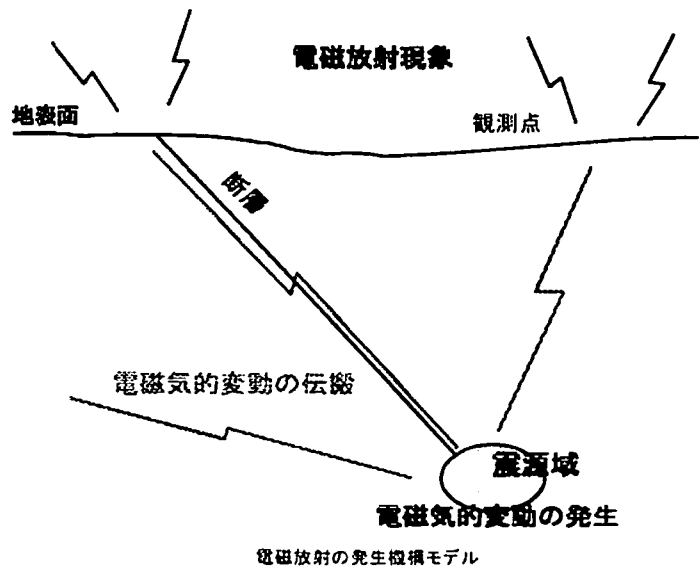 電磁放射現象
地表面
観測点
断層
電磁気的変動の伝搬
震源域
電磁気的変動の発生
電磁放射の発生機構モデル